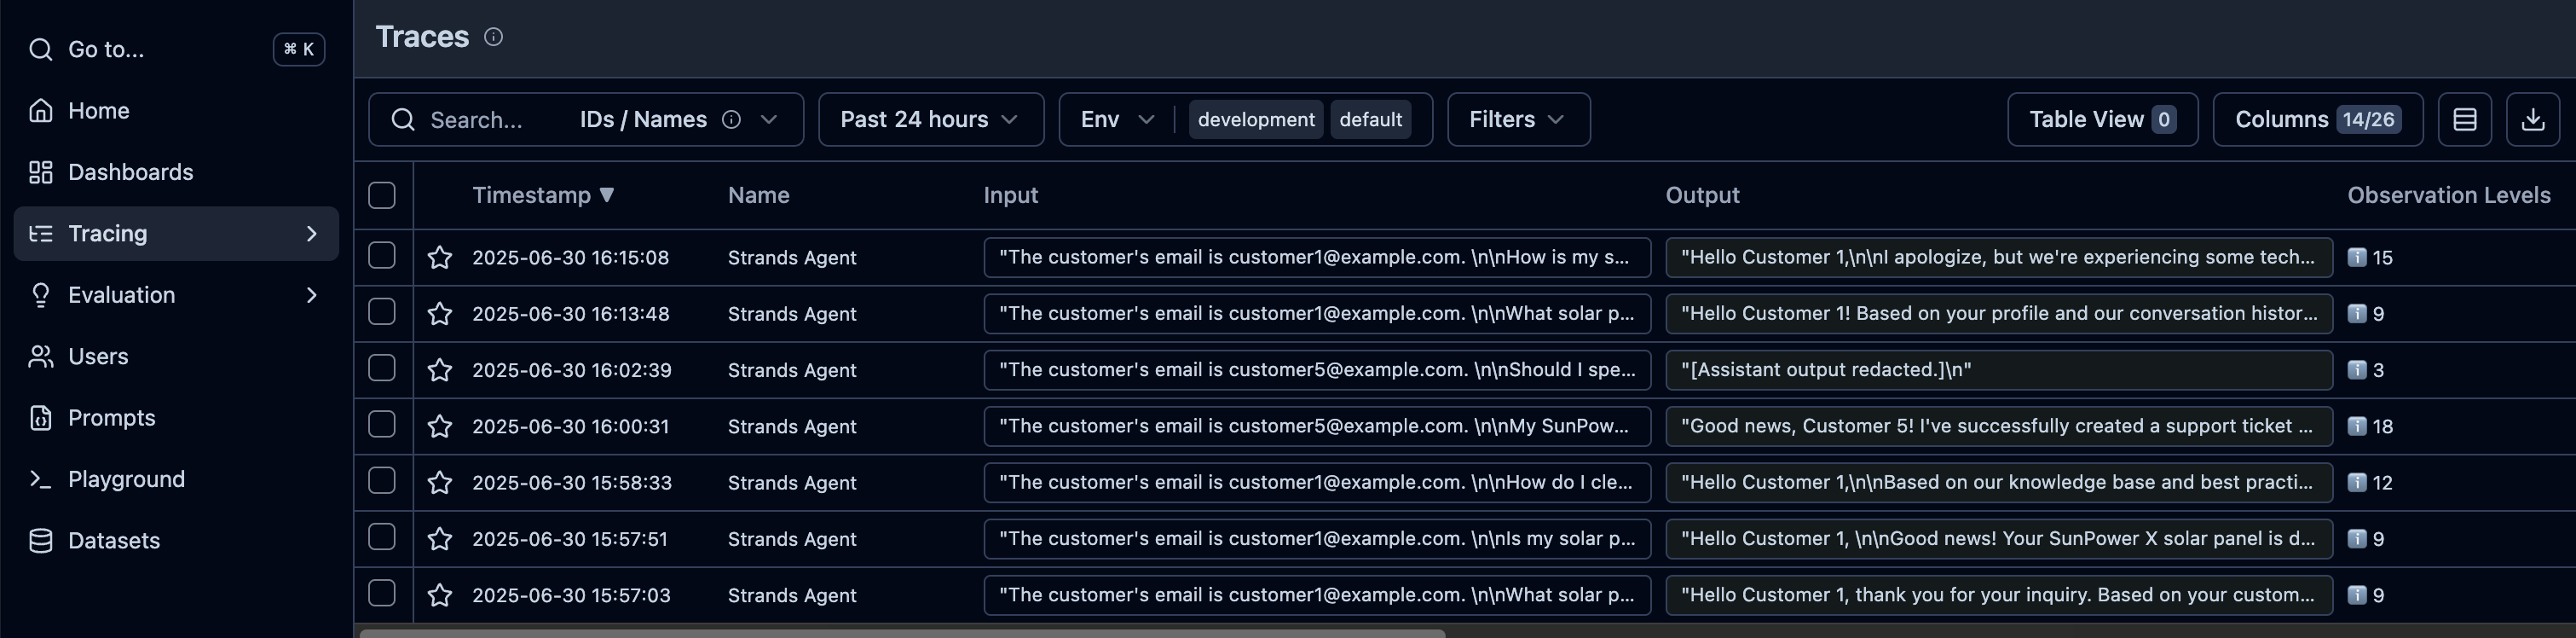 Go to...
⌘ K
Home
Dashboards
Tracing
Evaluation
Users
Prompts
Playground
Datasets
Traces
Search...
IDs / Names
Past 24 hours
Env
development
default
Filters
Table View 0
Columns 14/26
Timestamp ▼ Name Input Output Observation Levels
2025-06-30 16:15:08 Strands Agent "The customer's email is customer1@example.com. \n\nHow is my s... "Hello Customer 1,\n\nI apologize, but we're experiencing some tech... 15
2025-06-30 16:13:48 Strands Agent "The customer's email is customer1@example.com. \n\nWhat solar p... "Hello Customer 1! Based on your profile and our conversation histor... 9
2025-06-30 16:02:39 Strands Agent "The customer's email is customer5@example.com. \n\nShould I spe... "[Assistant output redacted.]\n" 3
2025-06-30 16:00:31 Strands Agent "The customer's email is customer5@example.com. \n\nMy SunPow... "Good news, Customer 5! I've successfully created a support ticket ... 18
2025-06-30 15:58:33 Strands Agent "The customer's email is customer1@example.com. \n\nHow do I cle... "Hello Customer 1,\n\nBased on our knowledge base and best practi... 12
2025-06-30 15:57:51 Strands Agent "The customer's email is customer1@example.com. \n\nIs my solar p... "Hello Customer 1, \n\nGood news! Your SunPower X solar panel is d... 9
2025-06-30 15:57:03 Strands Agent "The customer's email is customer1@example.com. \n\nWhat solar p... "Hello Customer 1, thank you for your inquiry. Based on your custom... 9